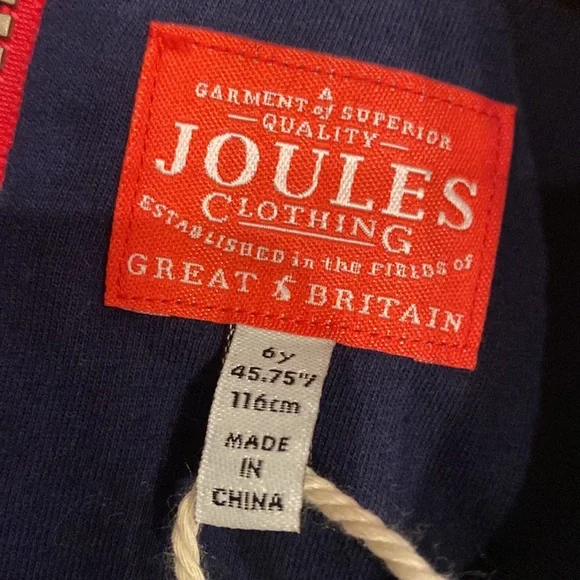 A
GARMENT of SUPERIOR
QUALITY
JOULES
CLOTHING
ESTABLISHED in the FIELDS of
GREAT BRITAIN
6y
45.75"/
116cm
MADE
IN
CHINA